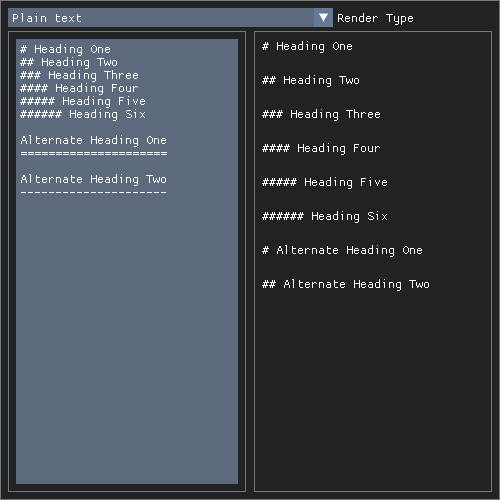 Plain text
Render Type
# Heading One
## Heading Two
### Heading Three
#### Heading Four
##### Heading Five
###### Heading Six
Alternate Heading One
=====================
Alternate Heading Two
---------------------
# Heading One
## Heading Two
### Heading Three
#### Heading Four
##### Heading Five
###### Heading Six
# Alternate Heading One
## Alternate Heading Two